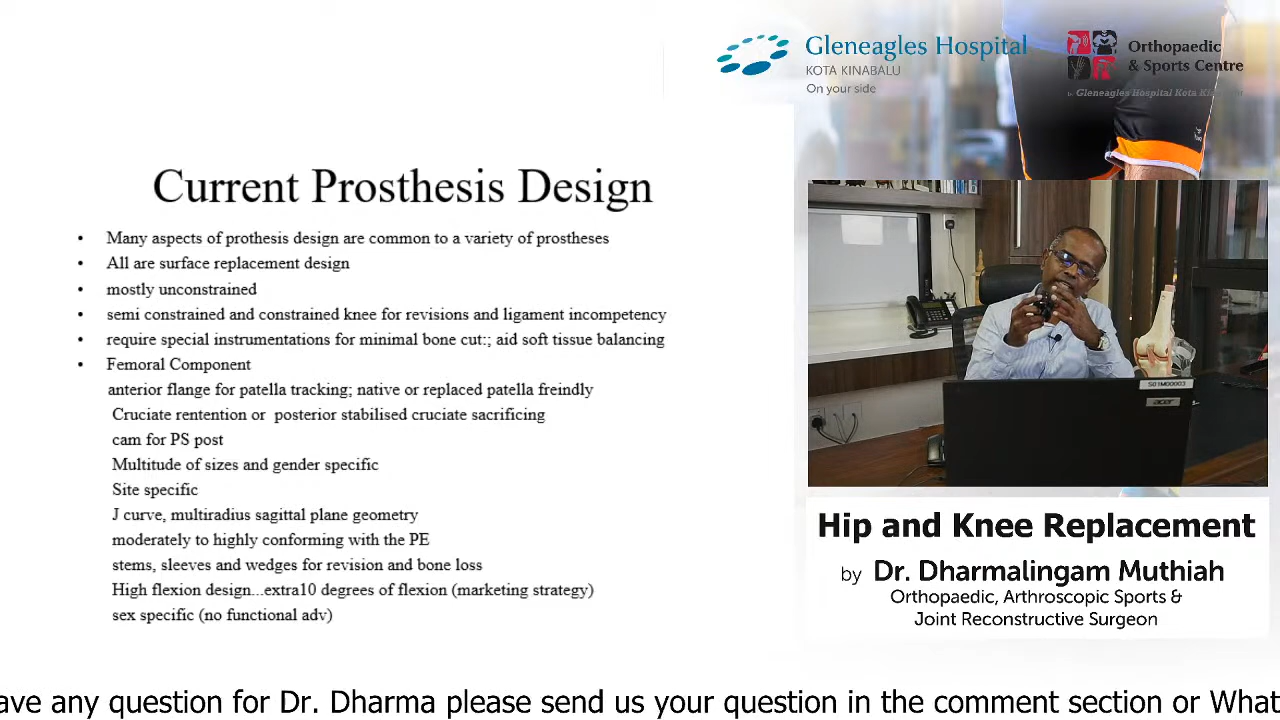 Gleneagles Hospital
KOTA KINABALU
On your side
Orthopaedic
& Sports Centre
Gleneagles Hospital Kota
Current Prosthesis Design
• Many aspects of prothesis design are common to a variety of prostheses
• All are surface replacement design
• mostly unconstrained
• semi constrained and constrained knee for revisions and ligament incompetency
• require special instrumentations for minimal bone cut:; aid soft tissue balancing
• Femoral Component
anterior flange for patella tracking; native or replaced patella freindly
Cruciate rentention or posterior stabilised cruciate sacrificing
cam for PS post
Multitude of sizes and gender specific
Site specific
J curve, multiradius sagittal plane geometry
moderately to highly conforming with the PE
stems, sleeves and wedges for revision and bone loss
High flexion design...extra10 degrees of flexion (marketing strategy)
sex specific (no functional adv)
S01M00003
acer
Hip and Knee Replacement
by Dr. Dharmalingam Muthiah
Orthopaedic, Arthroscopic Sports &
Joint Reconstructive Surgeon
ave any question for Dr. Dharma please send us your question in the comment section or What